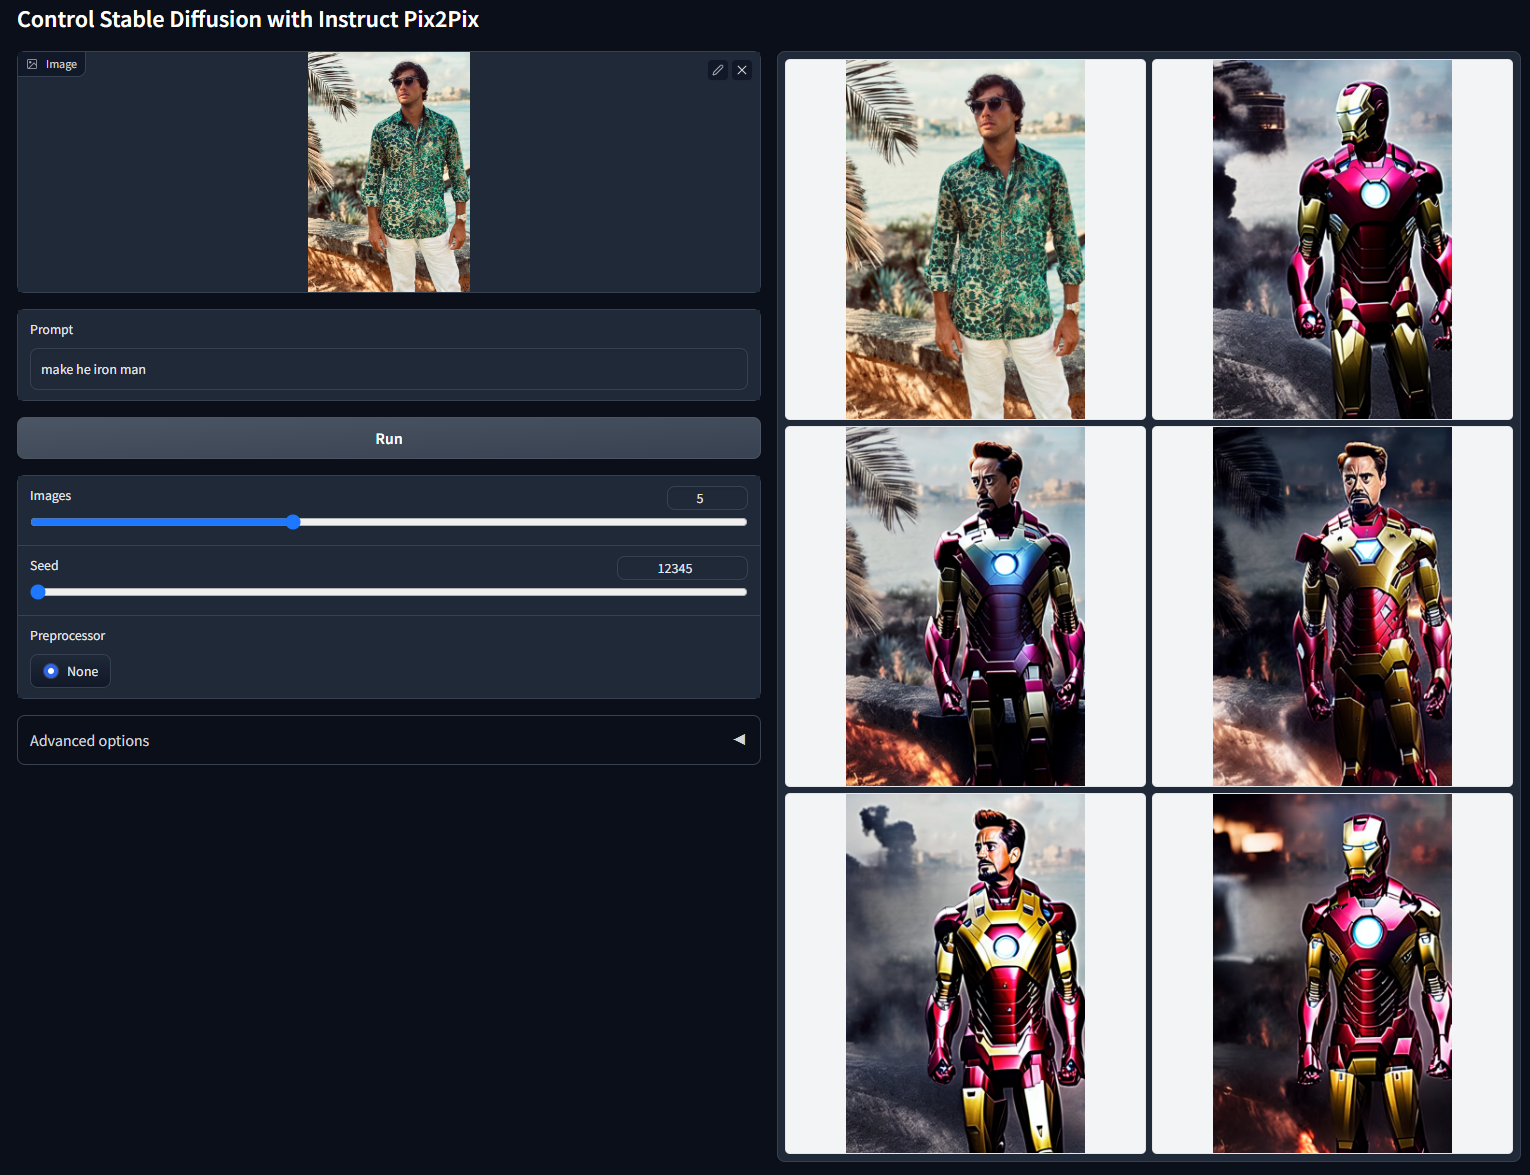 Control Stable Diffusion with Instruct Pix2Pix
Image
Prompt
make he iron man
Run
Images
5
Seed
12345
Preprocessor
None
Advanced options